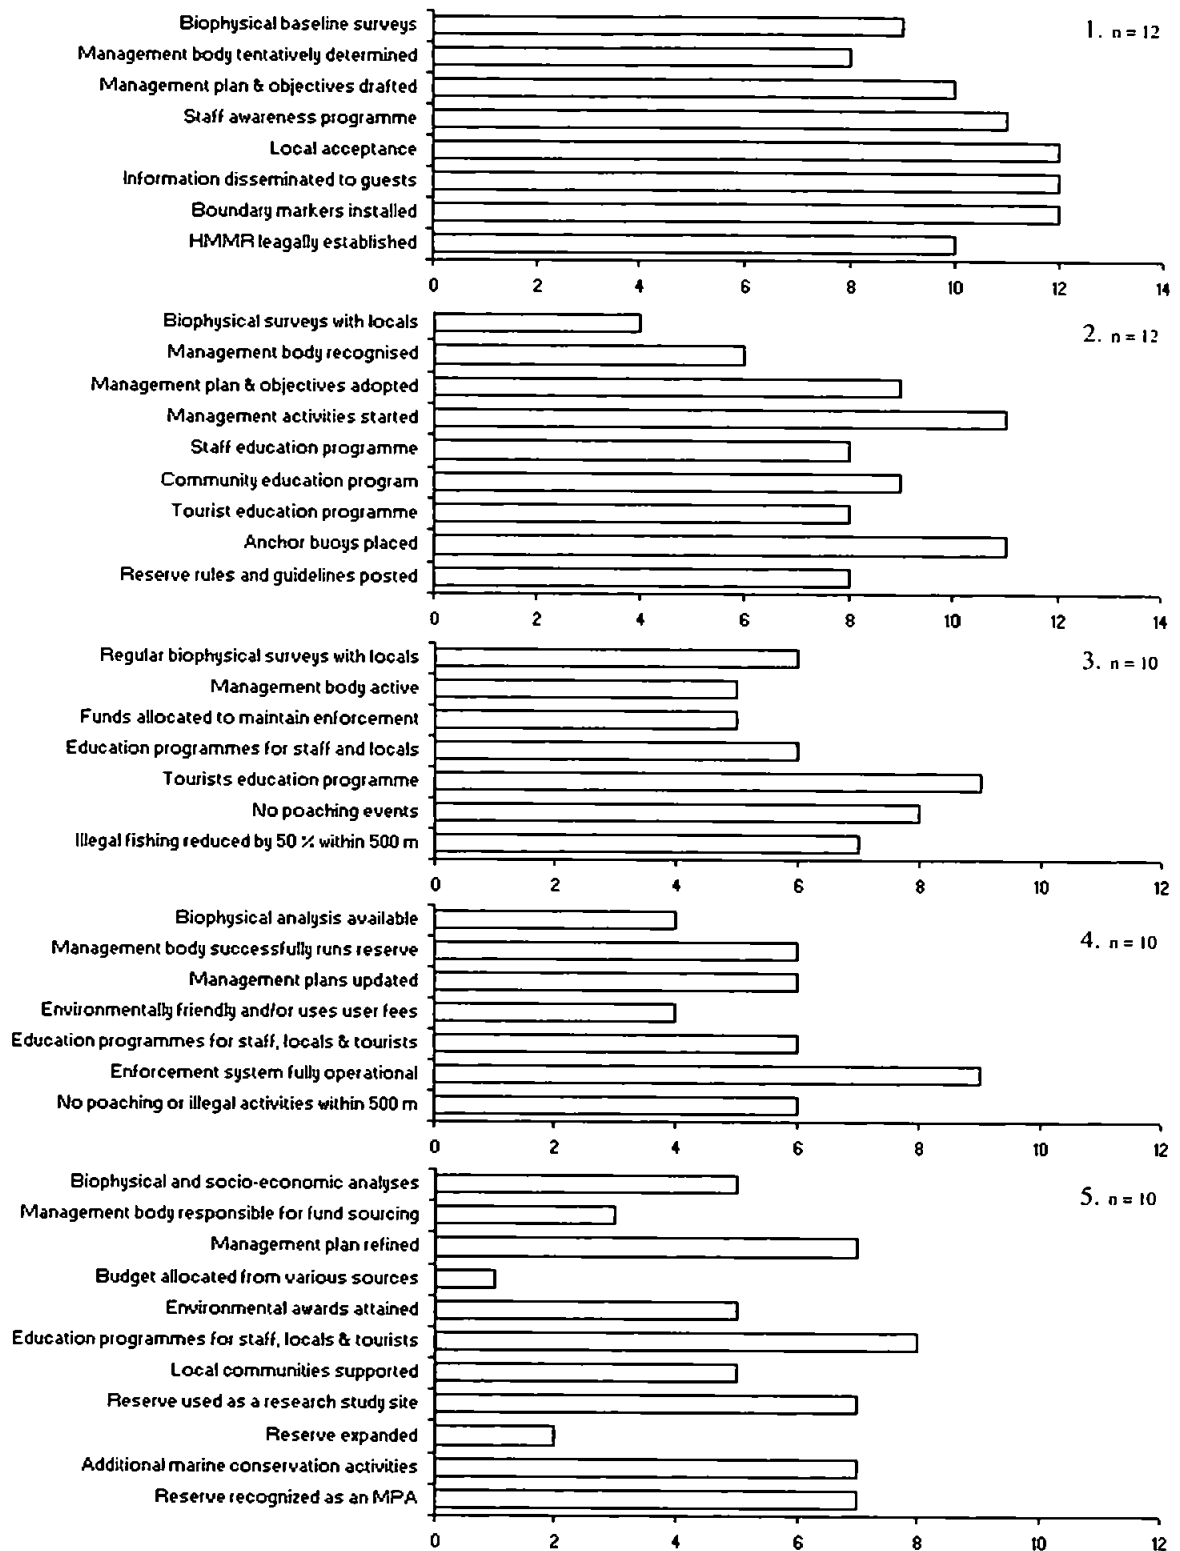 Biophysical baseline surveys
1. n = 12
Management body tentatively determined
Management plan & objectives drafted
Staff awareness programme
Local acceptance
Information disseminated to guests
Boundary markers installed
HMMR leagally established
0 2 4 6 8 10 12 14
Biophysical surveys with locals
2. n = 12
Management body recognised
Management plan & objectives adopted
Management activities started
Staff education programme
Community education program
Tourist education programme
Anchor buoys placed
Reserve rules and guidelines posted
0 2 4 6 8 10 12 14
Regular biophysical surveys with locals
3. n = 10
Management body active
Funds allocated to maintain enforcement
Education programmes for staff and locals
Tourists education programme
No poaching events
Illegal fishing reduced by 50 % within 500 m
0 2 4 6 8 10 12
Biophysical analysis available
4. n = 10
Management body successfully runs reserve
Management plans updated
Environmentally friendly and/or uses user fees
Education programmes for staff, locals & tourists
Enforcement system fully operational
No poaching or illegal activities within 500 m
0 2 4 6 8 10 12
Biophysical and socio-economic analyses
5. n = 10
Management body responsible for fund sourcing
Management plan refined
Budget allocated from various sources
Environmental awards attained
Education programmes for staff, locals & tourists
Local communities supported
Reserve used as a research study site
Reserve expanded
Additional marine conservation activities
Reserve recognized as an MPA
0 2 4 6 8 10 12